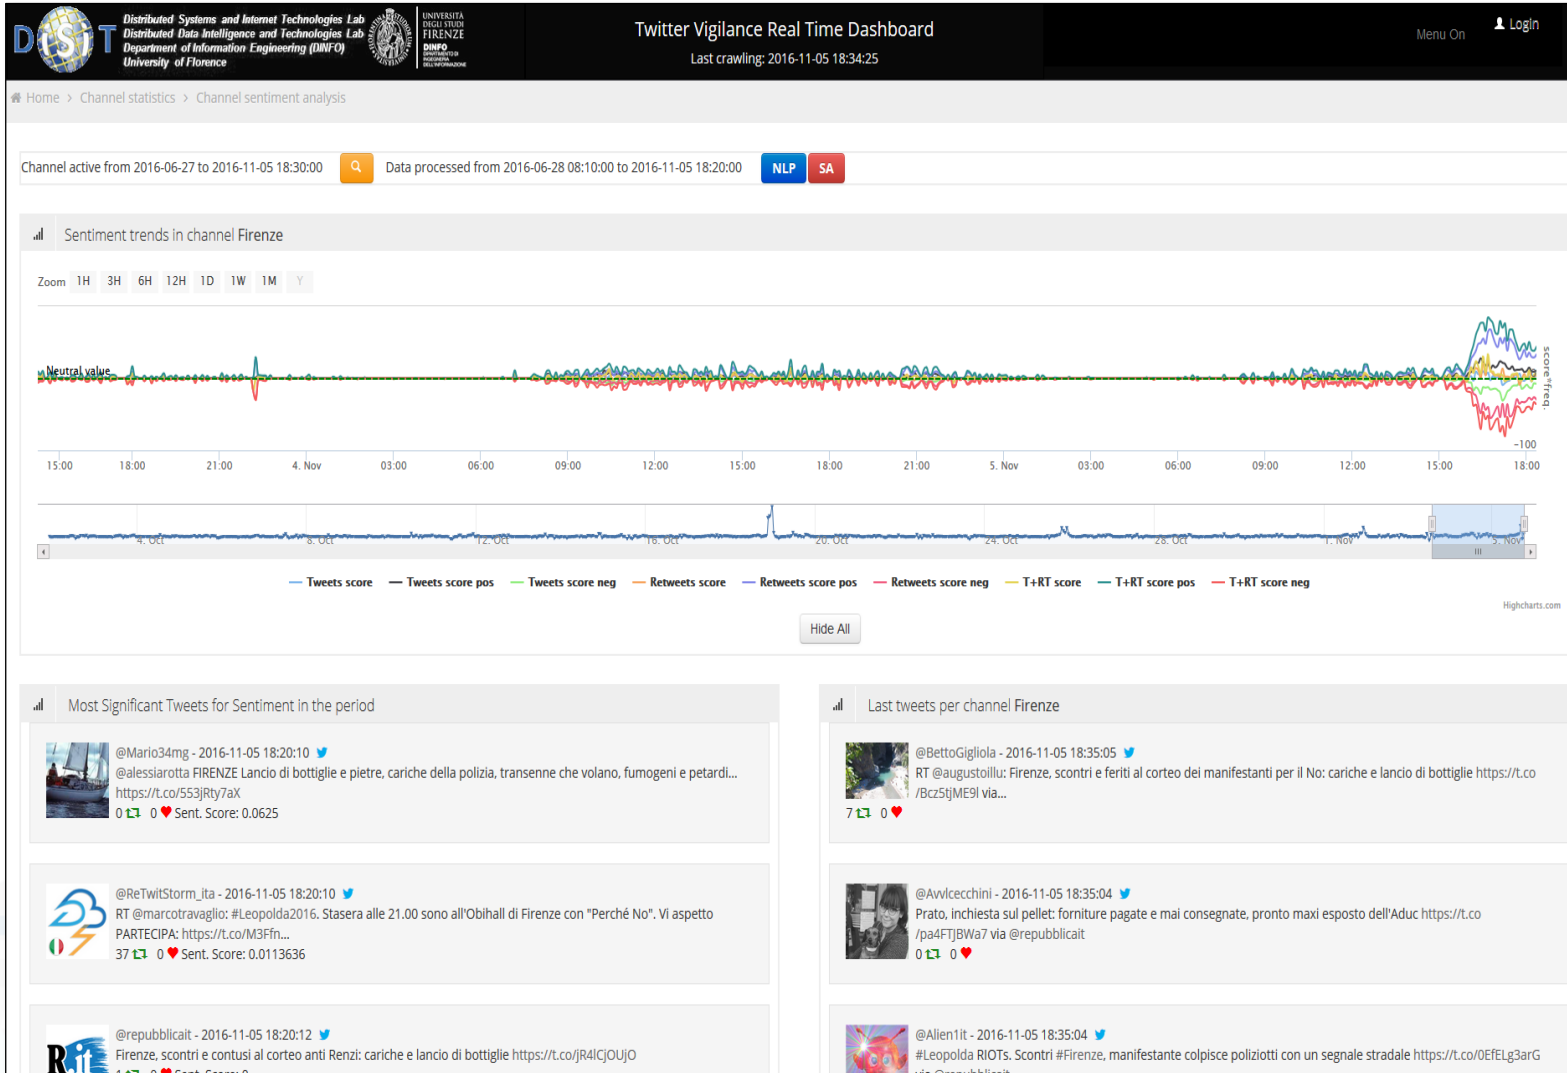 DISIT
Distributed Systems and Internet Technologies Lab
Distributed Data Intelligence and Technologies Lab
Department of Information Engineering (DINFO)
University of Florence
UNIVERSITÀ
DEGLI STUDI
FIRENZE
DINFO
DIPARTIMENTO DI
INGEGNERIA
DELL'INFORMAZIONE
Twitter Vigilance Real Time Dashboard
Last crawling: 2016-11-05 18:34:25
Menu On
Login
Home > Channel statistics > Channel sentiment analysis
Channel active from 2016-06-27 to 2016-11-05 18:30:00
Data processed from 2016-06-28 08:10:00 to 2016-11-05 18:20:00
NLP SA
Sentiment trends in channel Firenze
Zoom 1H 3H 6H 12H 1D 1W 1M Y
Neutral value
score*freq.
-100
15:00 18:00 21:00 4. Nov 03:00 06:00 09:00 12:00 15:00 18:00 21:00 5. Nov 03:00 06:00 09:00 12:00 15:00 18:00
4. Oct 8. Oct 12. Oct 16. Oct 20. Oct 24. Oct 28. Oct 1. Nov 5. Nov
Tweets score Tweets score pos Tweets score neg Retweets score Retweets score pos Retweets score neg T+RT score T+RT score pos T+RT score neg
Highcharts.com
Hide All
Most Significant Tweets for Sentiment in the period
@Mario34mg - 2016-11-05 18:20:10
@alessiarotta FIRENZE Lancio di bottiglie e pietre, cariche della polizia, transenne che volano, fumogeni e petardi...
https://t.co/553jRty7aX
0 0 Sent. Score: 0.0625
@ReTwitStorm_ita - 2016-11-05 18:20:10
RT @marcotravaglio: #Leopolda2016. Stasera alle 21.00 sono all'Obihall di Firenze con "Perché No". Vi aspetto
PARTECIPA: https://t.co/M3Ffn...
37 0 Sent. Score: 0.0113636
R.it
@repubblicait - 2016-11-05 18:20:12
Firenze, scontri e contusi al corteo anti Renzi: cariche e lancio di bottiglie https://t.co/jR4lCjOUjO
1 0 Sent. Score: 0
Last tweets per channel Firenze
@BettoGigliola - 2016-11-05 18:35:05
RT @augustoillu: Firenze, scontri e feriti al corteo dei manifestanti per il No: cariche e lancio di bottiglie https://t.co
/Bcz5tjME9l via...
7 0
@Avvlcecchini - 2016-11-05 18:35:04
Prato, inchiesta sul pellet: forniture pagate e mai consegnate, pronto maxi esposto dell'Aduc https://t.co
/pa4FTJBWa7 via @repubblicait
0 0
@Alien1it - 2016-11-05 18:35:04
#Leopolda RIOTs. Scontri #Firenze, manifestante colpisce poliziotti con un segnale stradale https://t.co/0EfELg3arG
via @repubblicait